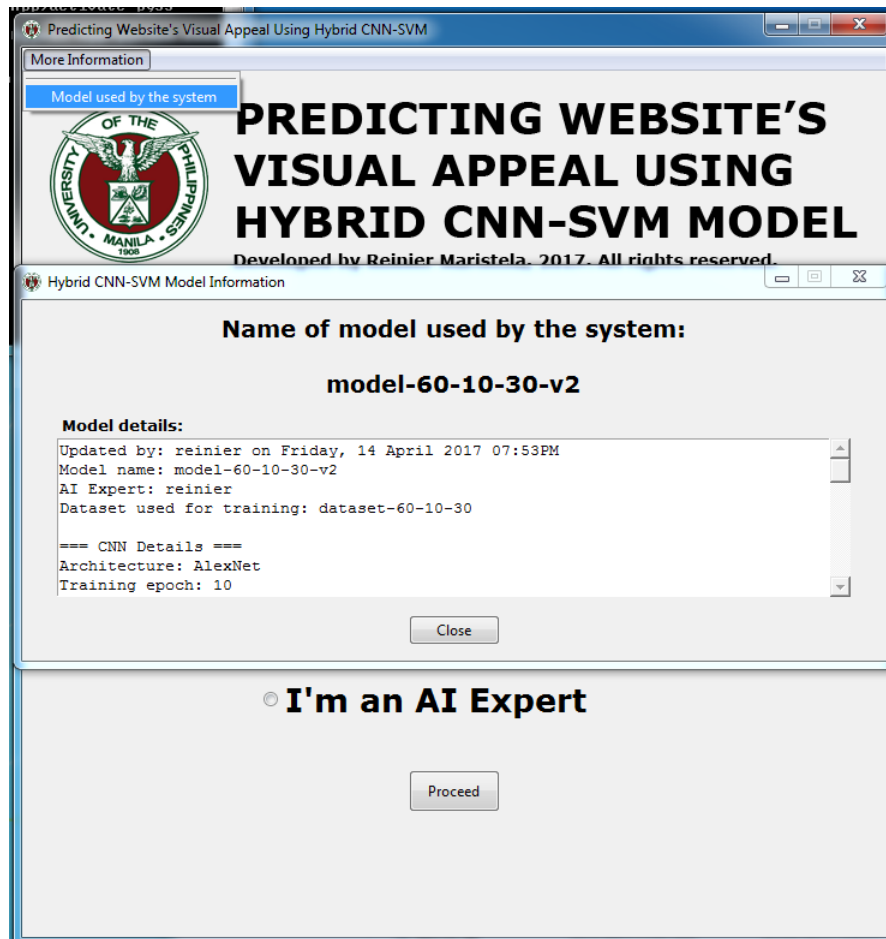 Predicting Website's Visual Appeal Using Hybrid CNN-SVM
More Information
Model used by the system
UNIVERSITY OF THE PHILIPPINES
MANILA
1908
PREDICTING WEBSITE’S
VISUAL APPEAL USING
HYBRID CNN-SVM MODEL
Developed by Reinier Maristela. 2017. All rights reserved.
Hybrid CNN-SVM Model Information
Name of model used by the system:
model-60-10-30-v2
Model details:
Updated by: reinier on Friday, 14 April 2017 07:53PM
Model name: model-60-10-30-v2
AI Expert: reinier
Dataset used for training: dataset-60-10-30
=== CNN Details ===
Architecture: AlexNet
Training epoch: 10
Close
I'm an AI Expert
Proceed